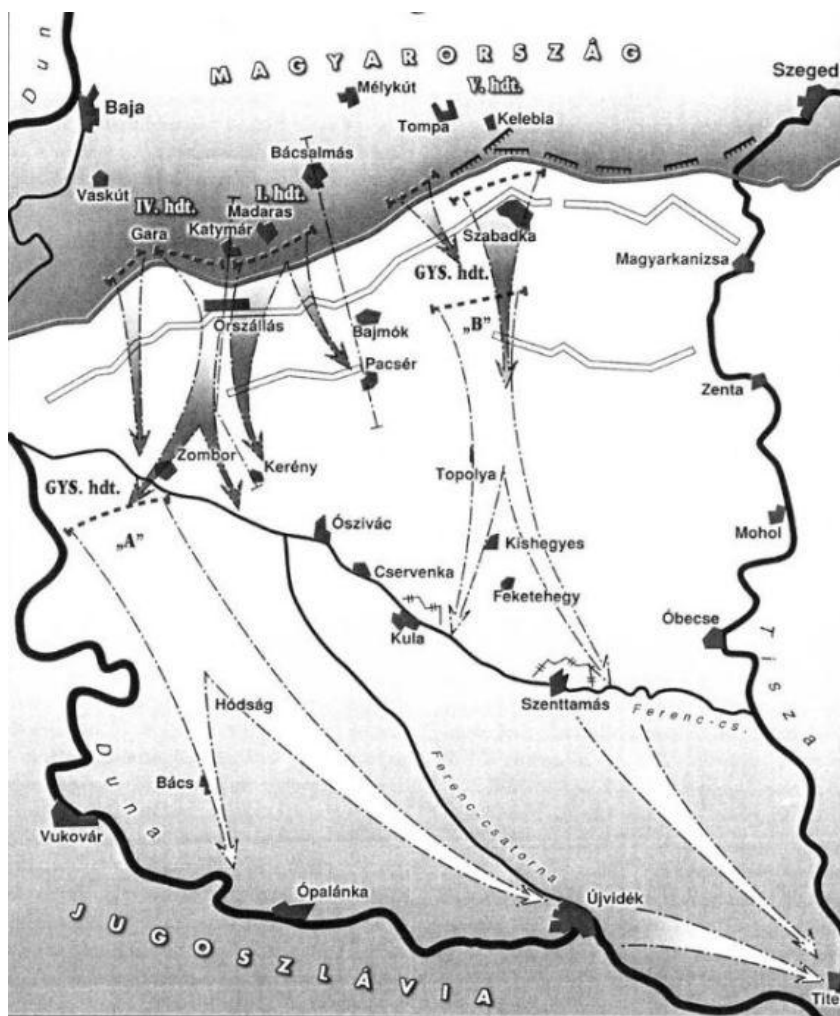 Dun
MAGYARORSZÁG
Mélykút
V. hdt.
Szeged
Baja
Tompa
Kelebia
Bácsalmás
Vaskút
IV. hdt.
I. hdt.
Madaras
Gara
Katymár
Szabadka
GYS. hdt.
Magyarkanizsa
Őrszállás
Bajmók
„B”
Pacsér
Zenta
Zombor
Kerény
GYS. hdt.
Topolya
„A”
Ószivác
Mohol
Kishegyes
Cservenka
Feketehegy
Kula
Óbecse
Tisza
Szenttamás
Ferenc-cs.
Hódság
Duna
Bács
Ferenc-csatorna
Vukovár
Ópalánka
Újvidék
JUGOSZLÁVIA
Tite